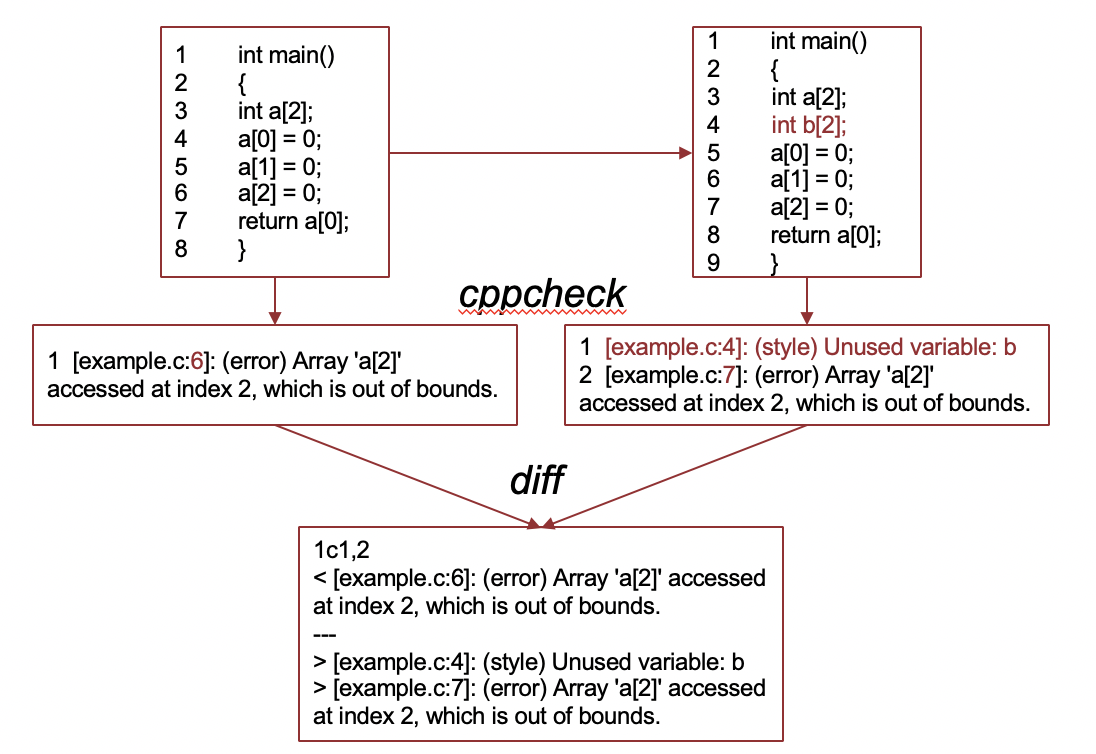 1 int main()
2 {
3 int a[2];
4 a[0] = 0;
5 a[1] = 0;
6 a[2] = 0;
7 return a[0];
8 }
1 int main()
2 {
3 int a[2];
4 int b[2];
5 a[0] = 0;
6 a[1] = 0;
7 a[2] = 0;
8 return a[0];
9 }
cppcheck
1 [example.c:6]: (error) Array 'a[2]'
accessed at index 2, which is out of bounds.
1 [example.c:4]: (style) Unused variable: b
2 [example.c:7]: (error) Array 'a[2]'
accessed at index 2, which is out of bounds.
diff
1c1,2
< [example.c:6]: (error) Array 'a[2]' accessed
at index 2, which is out of bounds.
---
> [example.c:4]: (style) Unused variable: b
> [example.c:7]: (error) Array 'a[2]' accessed
at index 2, which is out of bounds.